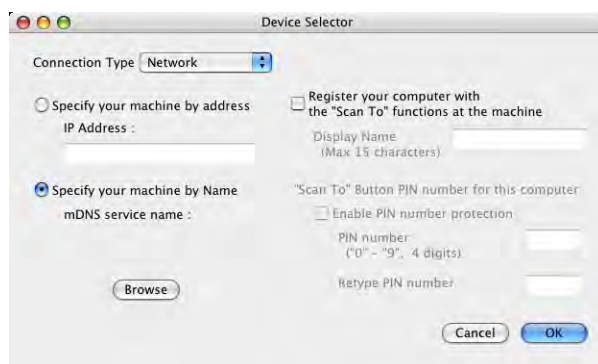 Device Selector
Connection Type Network
Specify your machine by address
IP Address :
Specify your machine by Name
mDNS service name :
Browse
Register your computer with
the "Scan To" functions at the machine
Display Name
(Max 15 characters)
"Scan To" Button PIN number for this computer
Enable PIN number protection
PIN number
("0" - "9", 4 digits)
Retype PIN number
Cancel OK